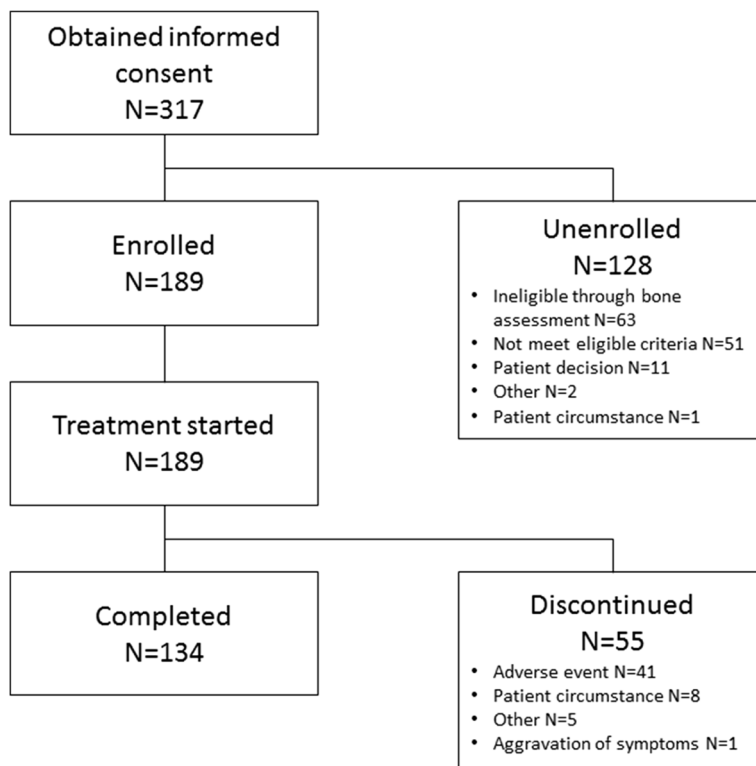 Obtained informed
consent
N=317
Enrolled
N=189
Unenrolled
N=128
• Ineligible through bone
assessment N=63
• Not meet eligible criteria N=51
• Patient decision N=11
• Other N=2
• Patient circumstance N=1
Treatment started
N=189
Completed
N=134
Discontinued
N=55
• Adverse event N=41
• Patient circumstance N=8
• Other N=5
• Aggravation of symptoms N=1